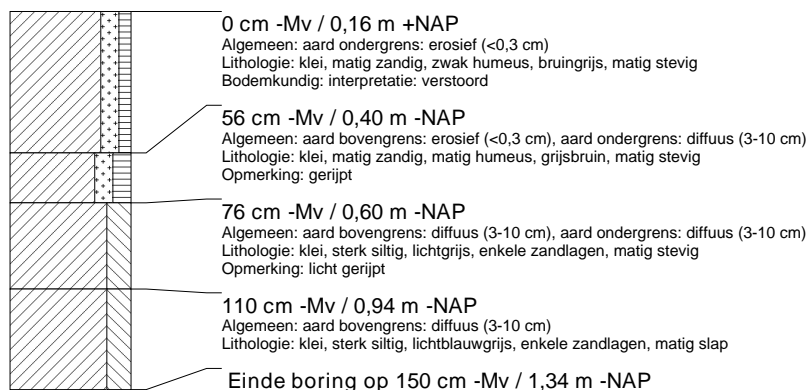 0 cm -Mv / 0,16 m +NAP
Algemeen: aard ondergrens: erosief (<0,3 cm)
Lithologie: klei, matig zandig, zwak humeus, bruingrijs, matig stevig
Bodemkundig: interpretatie: verstoord
56 cm -Mv / 0,40 m -NAP
Algemeen: aard bovengrens: erosief (<0,3 cm), aard ondergrens: diffuus (3-10 cm)
Lithologie: klei, matig zandig, matig humeus, grijsbruin, matig stevig
Opmerking: gerijpt
76 cm -Mv / 0,60 m -NAP
Algemeen: aard bovengrens: diffuus (3-10 cm), aard ondergrens: diffuus (3-10 cm)
Lithologie: klei, sterk siltig, lichtgrijs, enkele zandlagen, matig stevig
Opmerking: licht gerijpt
110 cm -Mv / 0,94 m -NAP
Algemeen: aard bovengrens: diffuus (3-10 cm)
Lithologie: klei, sterk siltig, lichtblauwgrijs, enkele zandlagen, matig slap
Einde boring op 150 cm -Mv / 1,34 m -NAP